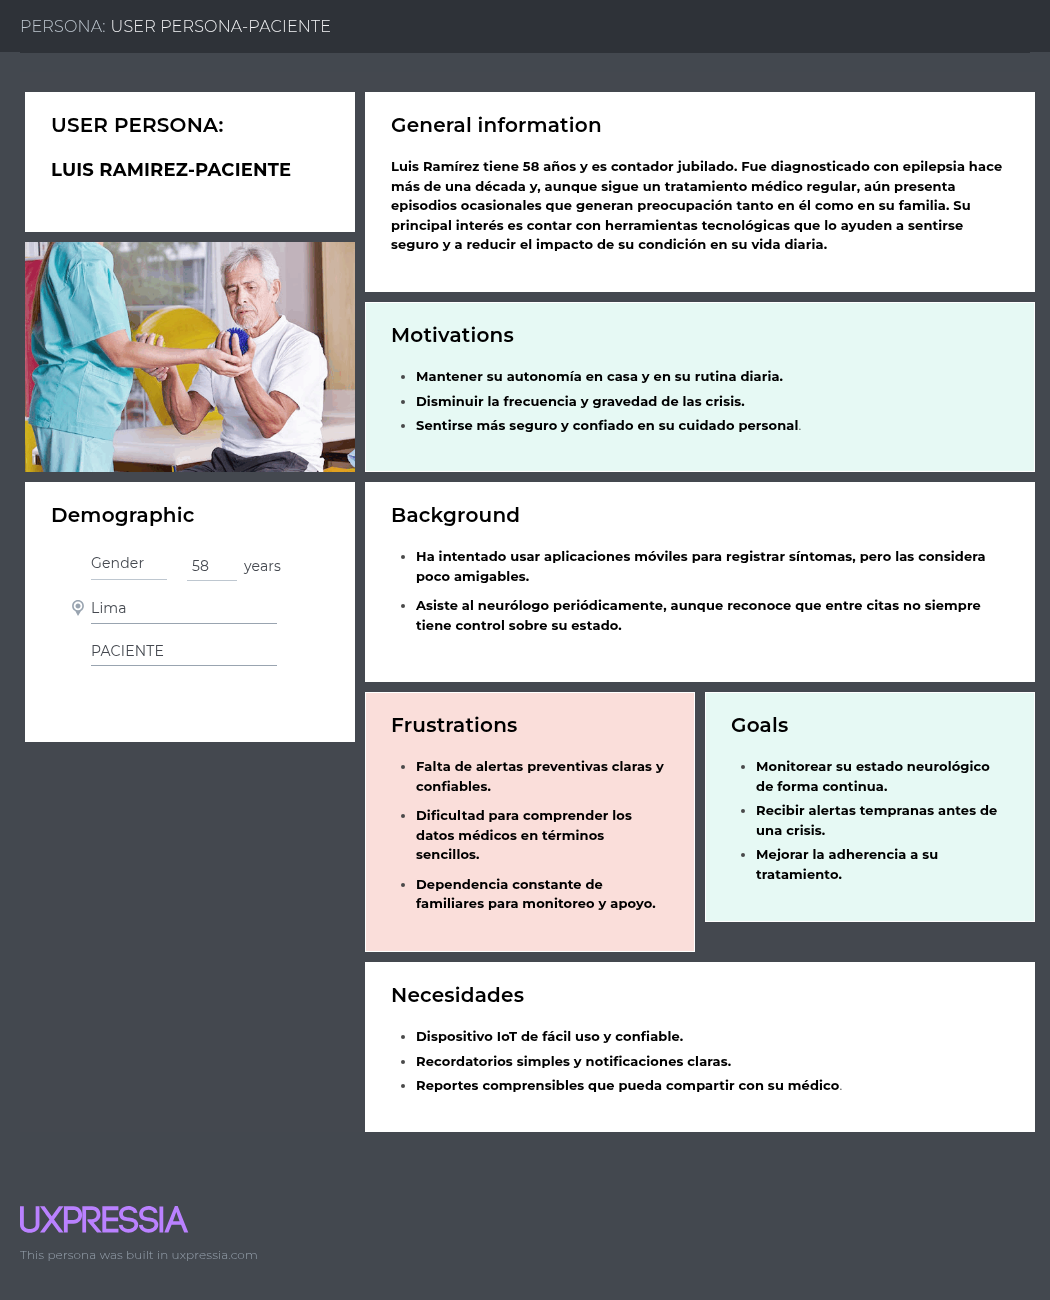 PERSONA: USER PERSONA-PACIENTE
USER PERSONA:
LUIS RAMIREZ-PACIENTE
General information
Luis Ramírez tiene 58 años y es contador jubilado. Fue diagnosticado con epilepsia hace
más de una década y, aunque sigue un tratamiento médico regular, aún presenta
episodios ocasionales que generan preocupación tanto en él como en su familia. Su
principal interés es contar con herramientas tecnológicas que lo ayuden a sentirse
seguro y a reducir el impacto de su condición en su vida diaria.
Motivations
Mantener su autonomía en casa y en su rutina diaria.
Disminuir la frecuencia y gravedad de las crisis.
Sentirse más seguro y confiado en su cuidado personal.
Demographic
Gender 58 years
Lima
PACIENTE
Background
Ha intentado usar aplicaciones móviles para registrar síntomas, pero las considera
poco amigables.
Asiste al neurólogo periódicamente, aunque reconoce que entre citas no siempre
tiene control sobre su estado.
Frustrations
Falta de alertas preventivas claras y
confiables.
Dificultad para comprender los
datos médicos en términos
sencillos.
Dependencia constante de
familiares para monitoreo y apoyo.
Goals
Monitorear su estado neurológico
de forma continua.
Recibir alertas tempranas antes de
una crisis.
Mejorar la adherencia a su
tratamiento.
Necesidades
Dispositivo IoT de fácil uso y confiable.
Recordatorios simples y notificaciones claras.
Reportes comprensibles que pueda compartir con su médico.
UXPRESSIA
This persona was built in uxpressia.com